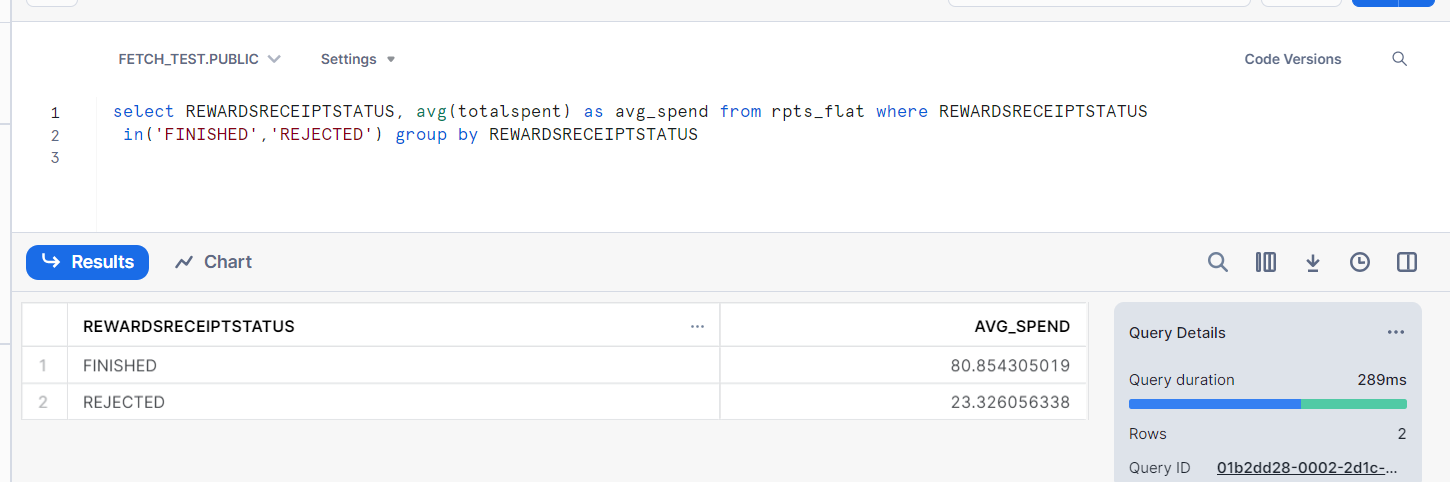 FETCH_TEST.PUBLIC Settings Code Versions
1 select REWARDSRECEIPTSTATUS, avg(totalspent) as avg_spend from rpts_flat where REWARDSRECEIPTSTATUS
2 in('FINISHED','REJECTED') group by REWARDSRECEIPTSTATUS
3
Results Chart
REWARDSRECEIPTSTATUS ... AVG_SPEND
1 FINISHED 80.854305019
2 REJECTED 23.326056338
Query Details ...
Query duration 289ms
Rows 2
Query ID 01b2dd28-0002-2d1c-...